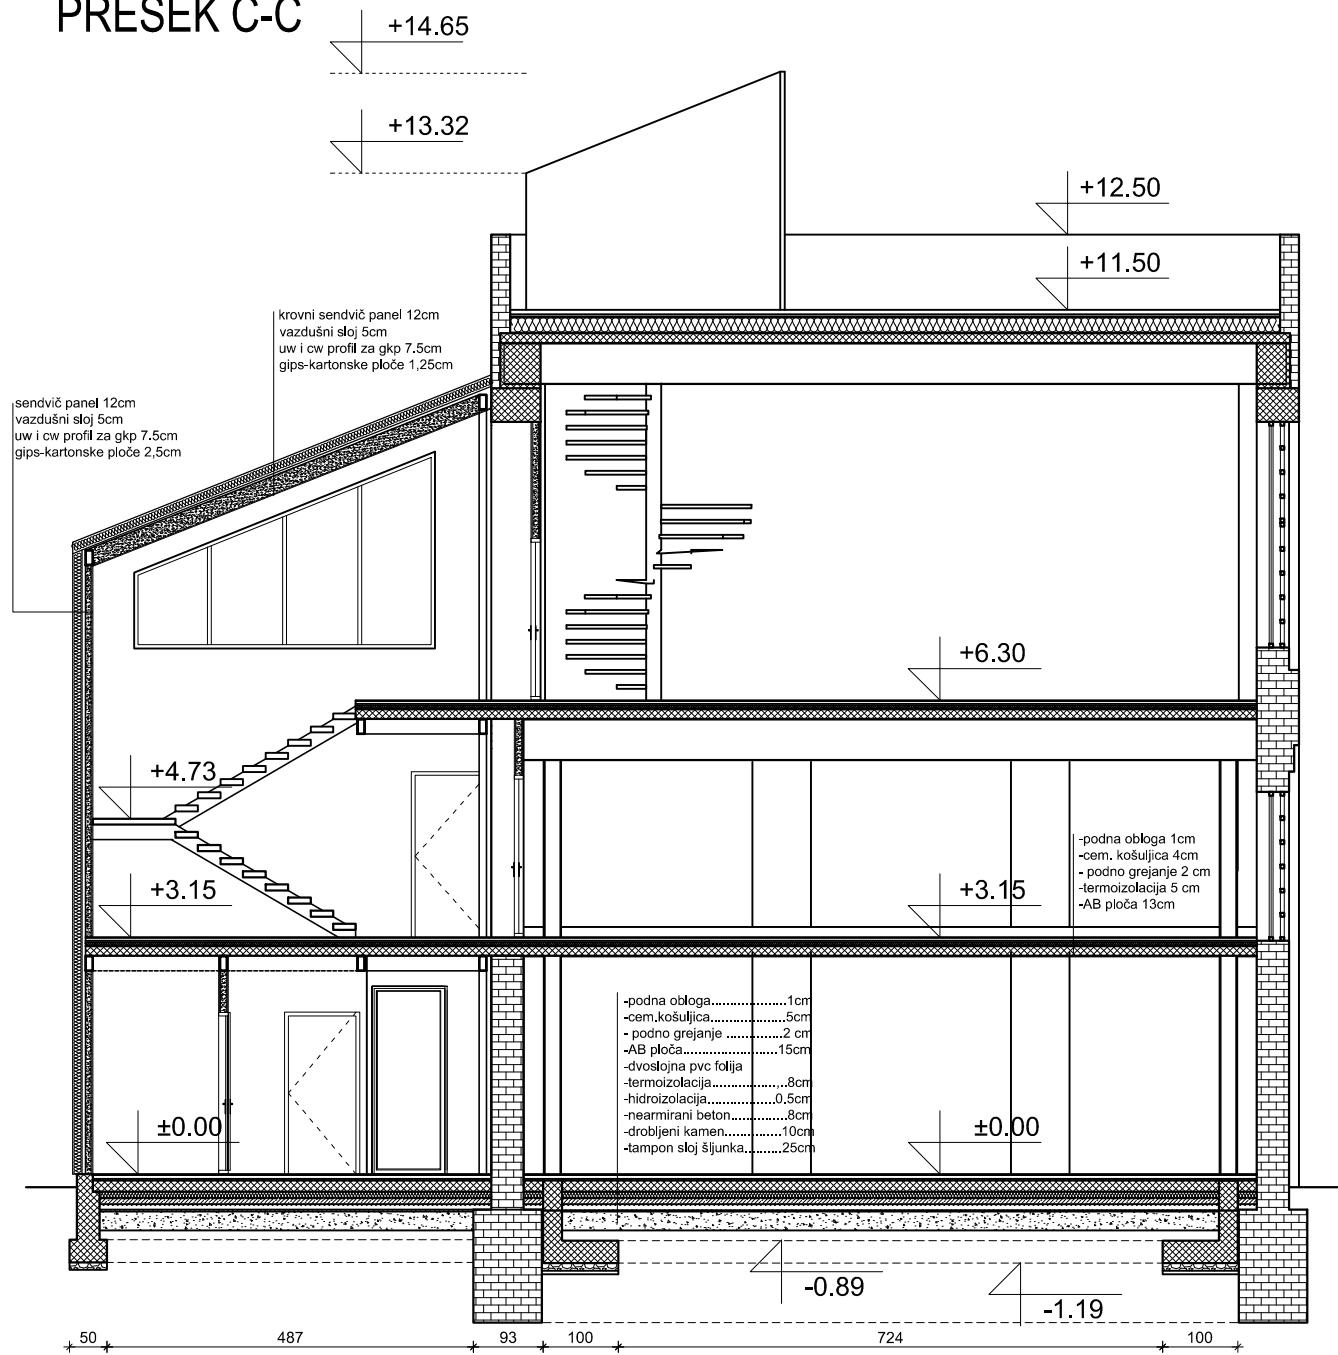 PRESEK C-C
+14.65
+13.32
+12.50
+11.50
krovni sendvič panel 12cm
vazdušni sloj 5cm
uw i cw profil za gkp 7.5cm
gips-kartonske ploče 1,25cm
sendvič panel 12cm
vazdušni sloj 5cm
uw i cw profil za gkp 7.5cm
gips-kartonske ploče 2,5cm
+6.30
+4.73
+3.15
+3.15
-podna obloga 1cm
-cem. košuljica 4cm
- podno grejanje 2 cm
-termoizolacija 5 cm
-AB ploča 13cm
-podna obloga..............1cm
-cem.košuljica..............5cm
- podno grejanje ..........2 cm
-AB ploča.....................15cm
-dvoslojna pvc folija
-termoizolacija..............8cm
-hidroizolacija.............0.5cm
-nearmirani beton.........8cm
-drobljeni kamen..........10cm
-tampon sloj šljunka......25cm
±0.00
±0.00
-0.89
-1.19
50 487 93 100 724 100